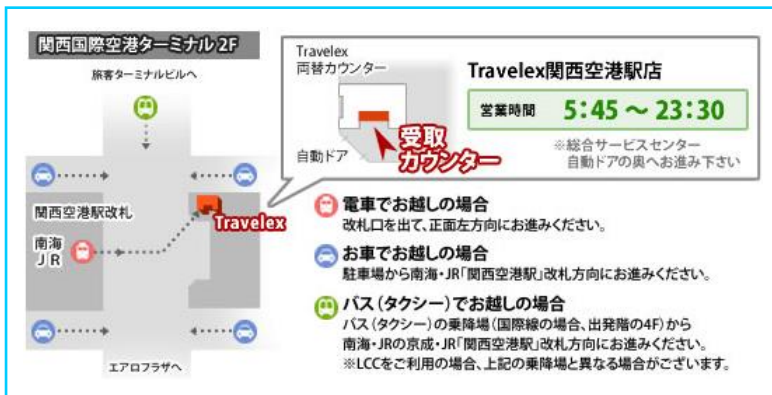 関西国際空港ターミナル 2F
旅客ターミナルビルへ
関西空港駅改札
南海
JR
Travelex
エアロプラザへ
Travelex
両替カウンター
自動ドア
受取
カウンター
Travelex関西空港駅店
営業時間 5:45 ～ 23:30
※総合サービスセンター
自動ドアの奥へお進み下さい
電車でお越しの場合
改札口を出て、正面左方向にお進みください。
お車でお越しの場合
駐車場から南海・JR「関西空港駅」改札方向にお進みください。
バス(タクシー)でお越しの場合
バス(タクシー)の乗降場(国際線の場合、出発階の4F)から
南海・JRの京成・JR「関西空港駅」改札方向にお進みください。
※LCCをご利用の場合、上記の乗降場と異なる場合がございます。